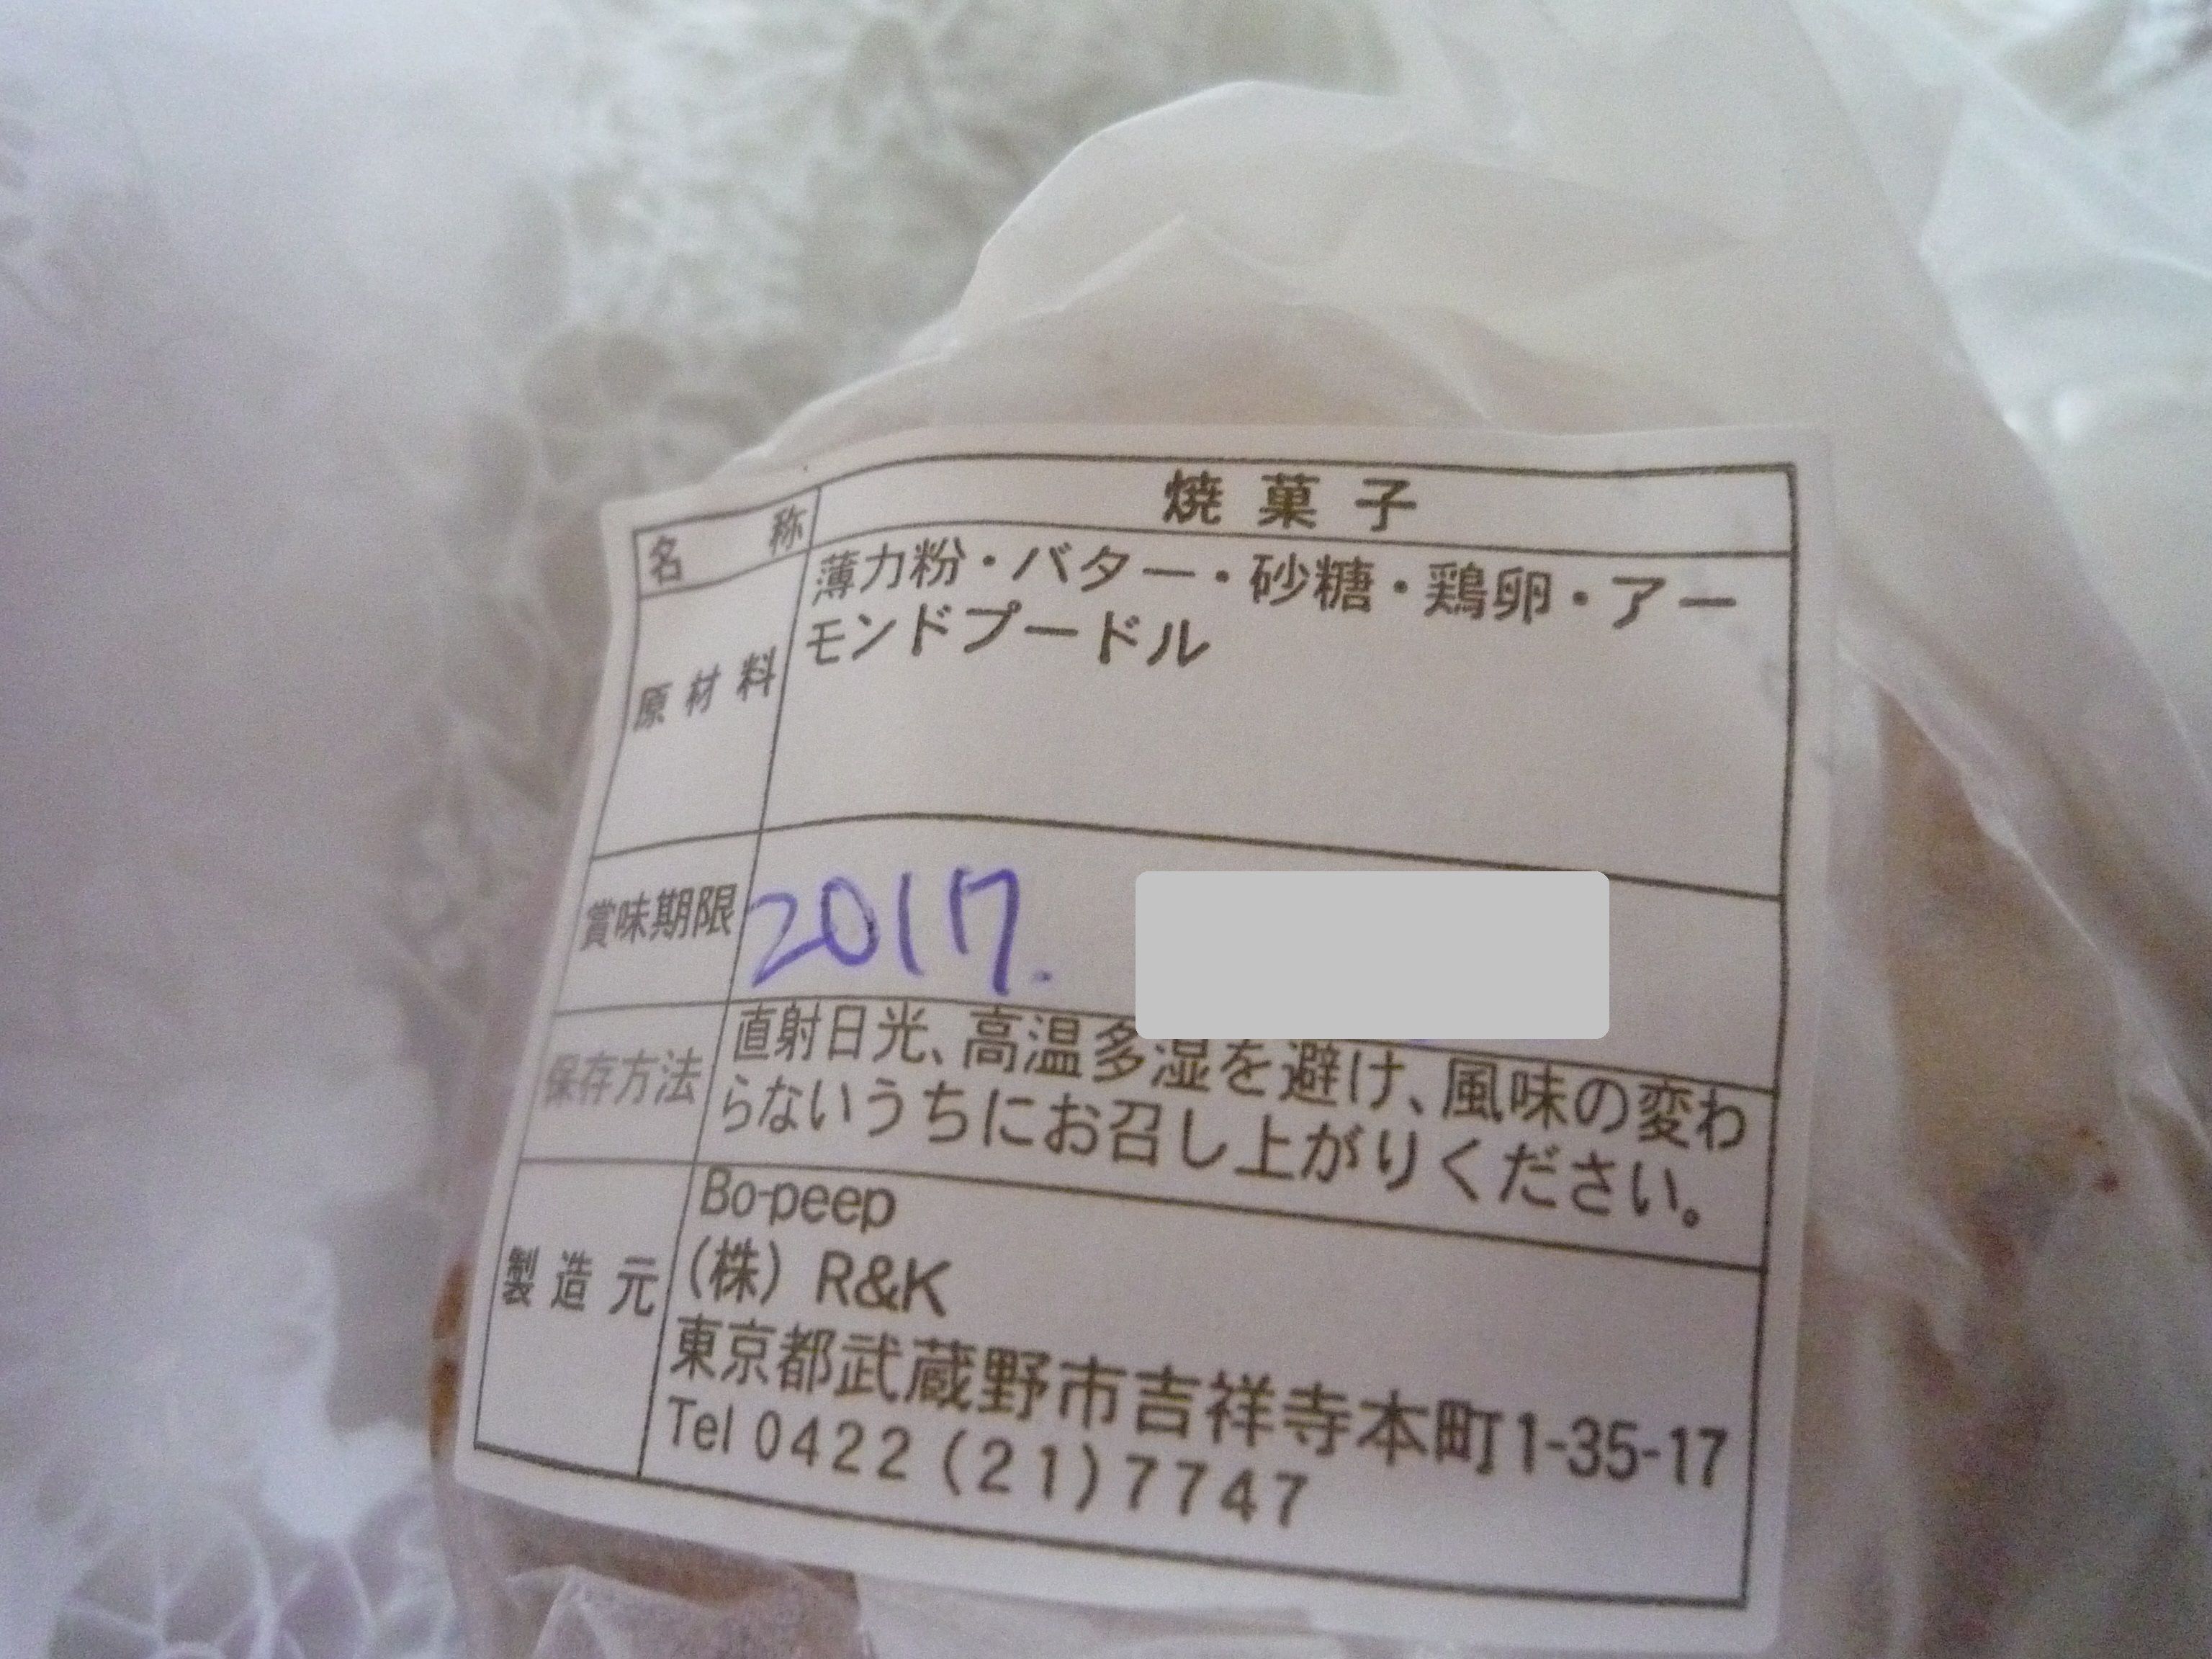 名称 焼菓子
原材料 薄力粉・バター・砂糖・鶏卵・アー
モンドプードル
賞味期限 2017.
保存方法 直射日光、高温多湿を避け、風味の変わ
らないうちにお召し上がりください。
製造元 Bo-peep
(株) R&K
東京都武蔵野市吉祥寺本町1-35-17
Tel 0422(21)7747